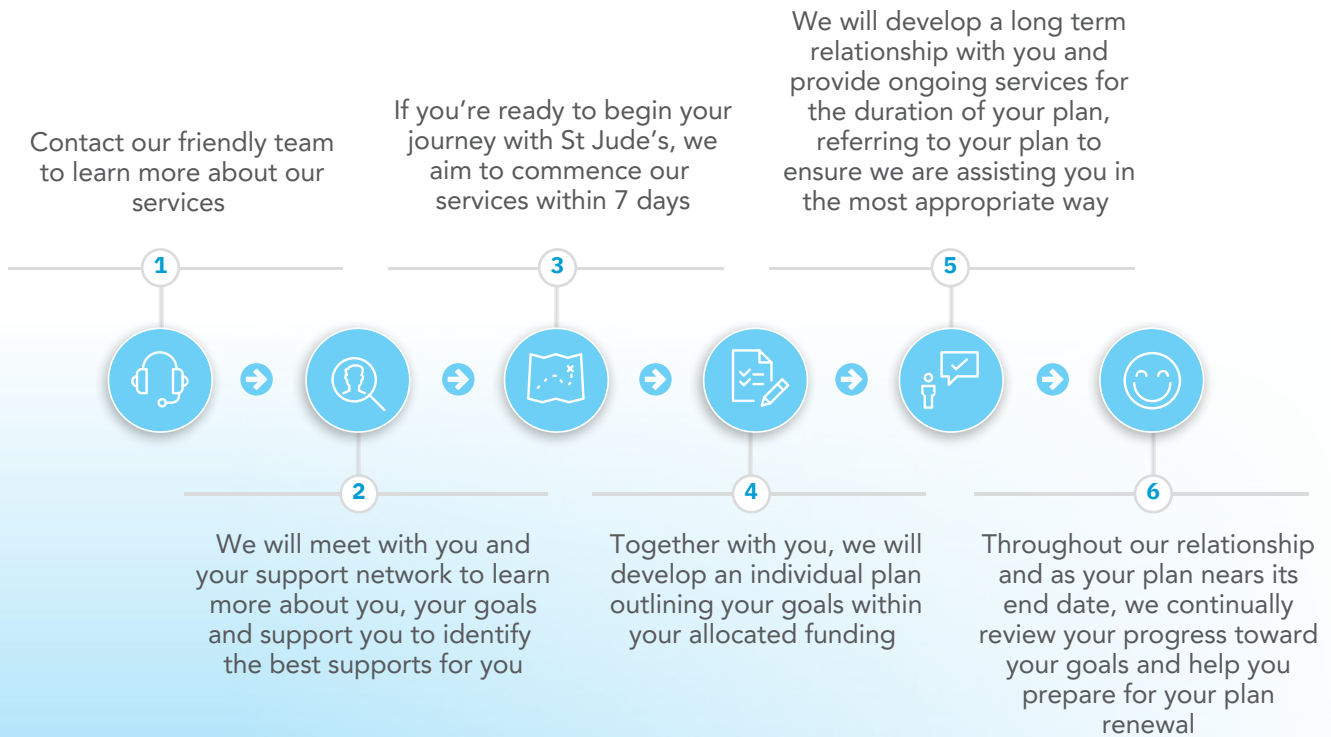 Contact our friendly team
to learn more about our
services
1
We will meet with you and
your support network to learn
more about you, your goals
and support you to identify
the best supports for you
2
If you’re ready to begin your
journey with St Jude’s, we
aim to commence our
services within 7 days
3
Together with you, we will
develop an individual plan
outlining your goals within
your allocated funding
4
We will develop a long term
relationship with you and
provide ongoing services for
the duration of your plan,
referring to your plan to
ensure we are assisting you in
the most appropriate way
5
Throughout our relationship
and as your plan nears its
end date, we continually
review your progress toward
your goals and help you
prepare for your plan
renewal
6